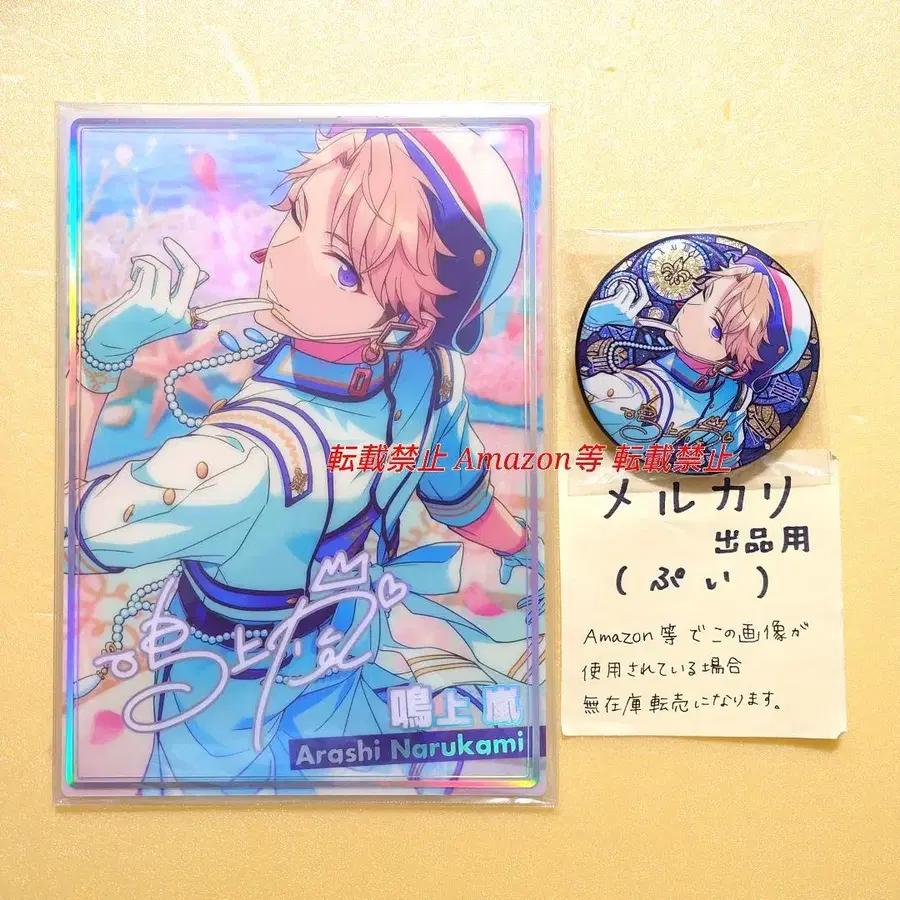 転載禁止 Amazon等 転載禁止
鳴上 嵐
Arashi Narukami
メルカリ
出品用
(ぷい)
Amazon等でこの画像が
使用されている場合
無在庫転売になります。